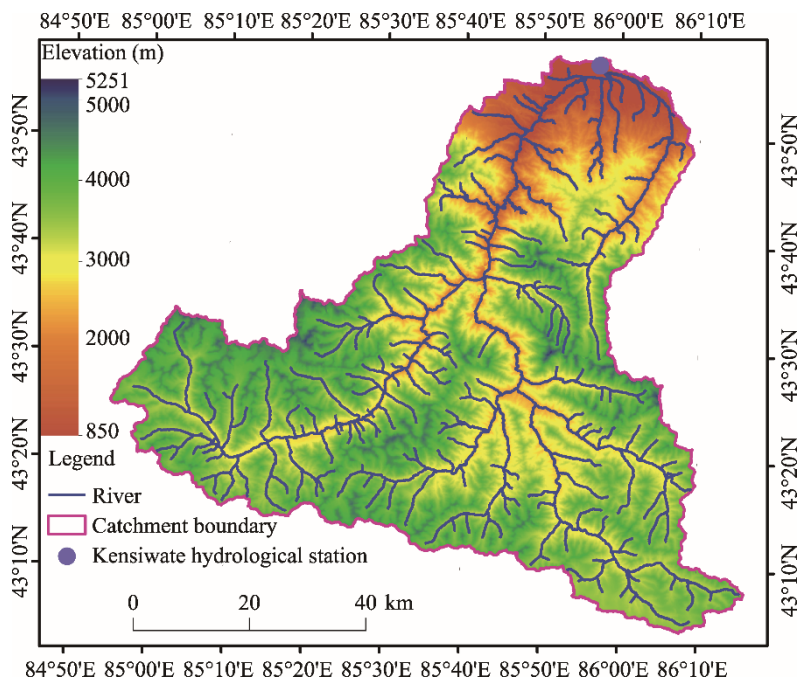 84°50'E 85°00'E 85°10'E 85°20'E 85°30'E 85°40'E 85°50'E 86°00'E 86°10'E
Elevation (m)
5251
5000
4000
3000
2000
850
43°50'N
43°40'N
43°30'N
43°20'N
43°10'N
43°50'N
43°40'N
43°30'N
43°20'N
43°10'N
Legend
River
Catchment boundary
Kensiwate hydrological station
0 20 40 km
84°50'E 85°00'E 85°10'E 85°20'E 85°30'E 85°40'E 85°50'E 86°00'E 86°10'E